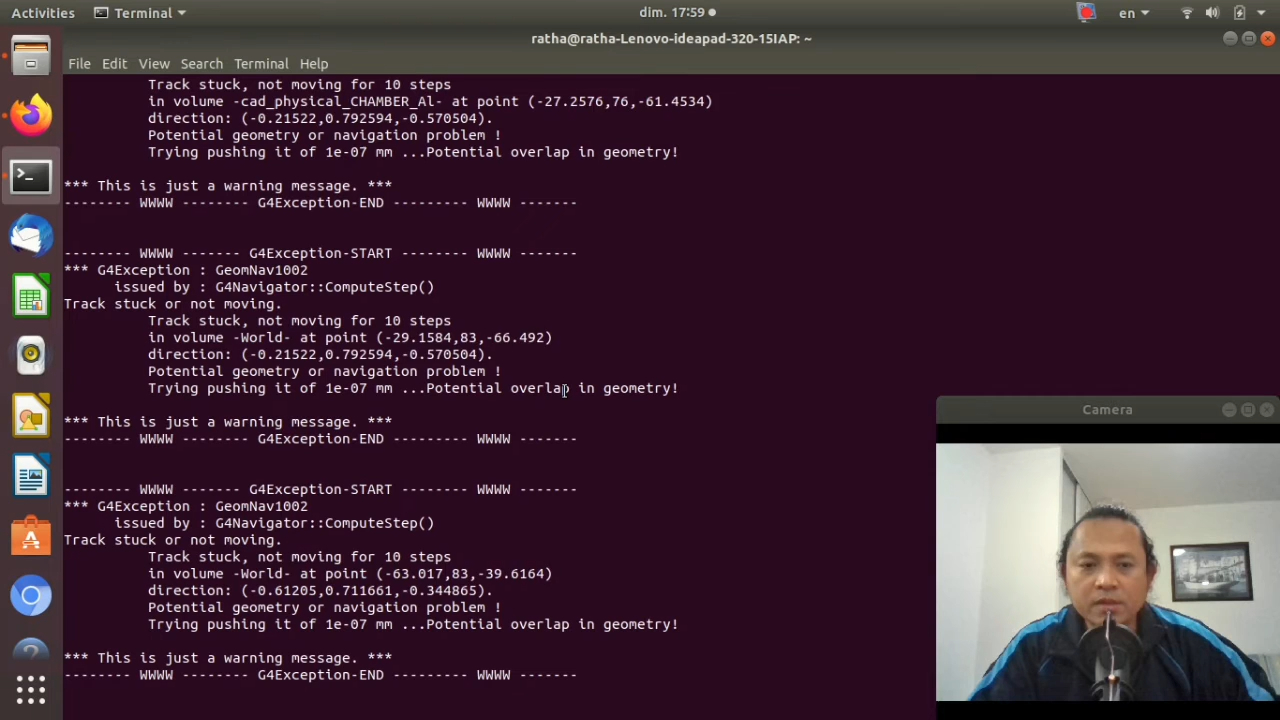 Activities
Terminal
dim. 17:59
en
ratha@ratha-Lenovo-ideapad-320-15IAP: ~
File Edit View Search Terminal Help
Track stuck, not moving for 10 steps
in volume -cad_physical_CHAMBER_Al- at point (-27.2576,76,-61.4534)
direction: (-0.21522,0.792594,-0.570504).
Potential geometry or navigation problem !
Trying pushing it of 1e-07 mm ...Potential overlap in geometry!
*** This is just a warning message. ***
-------- WWWW -------- G4Exception-END --------- WWWW -------
-------- WWWW ------- G4Exception-START -------- WWWW -------
*** G4Exception : GeomNav1002
issued by : G4Navigator::ComputeStep()
Track stuck or not moving.
Track stuck, not moving for 10 steps
in volume -World- at point (-29.1584,83,-66.492)
direction: (-0.21522,0.792594,-0.570504).
Potential geometry or navigation problem !
Trying pushing it of 1e-07 mm ...Potential overlap in geometry!
*** This is just a warning message. ***
-------- WWWW -------- G4Exception-END --------- WWWW -------
-------- WWWW ------- G4Exception-START -------- WWWW -------
*** G4Exception : GeomNav1002
issued by : G4Navigator::ComputeStep()
Track stuck or not moving.
Track stuck, not moving for 10 steps
in volume -World- at point (-63.017,83,-39.6164)
direction: (-0.61205,0.711661,-0.344865).
Potential geometry or navigation problem !
Trying pushing it of 1e-07 mm ...Potential overlap in geometry!
*** This is just a warning message. ***
-------- WWWW -------- G4Exception-END --------- WWWW -------
Camera